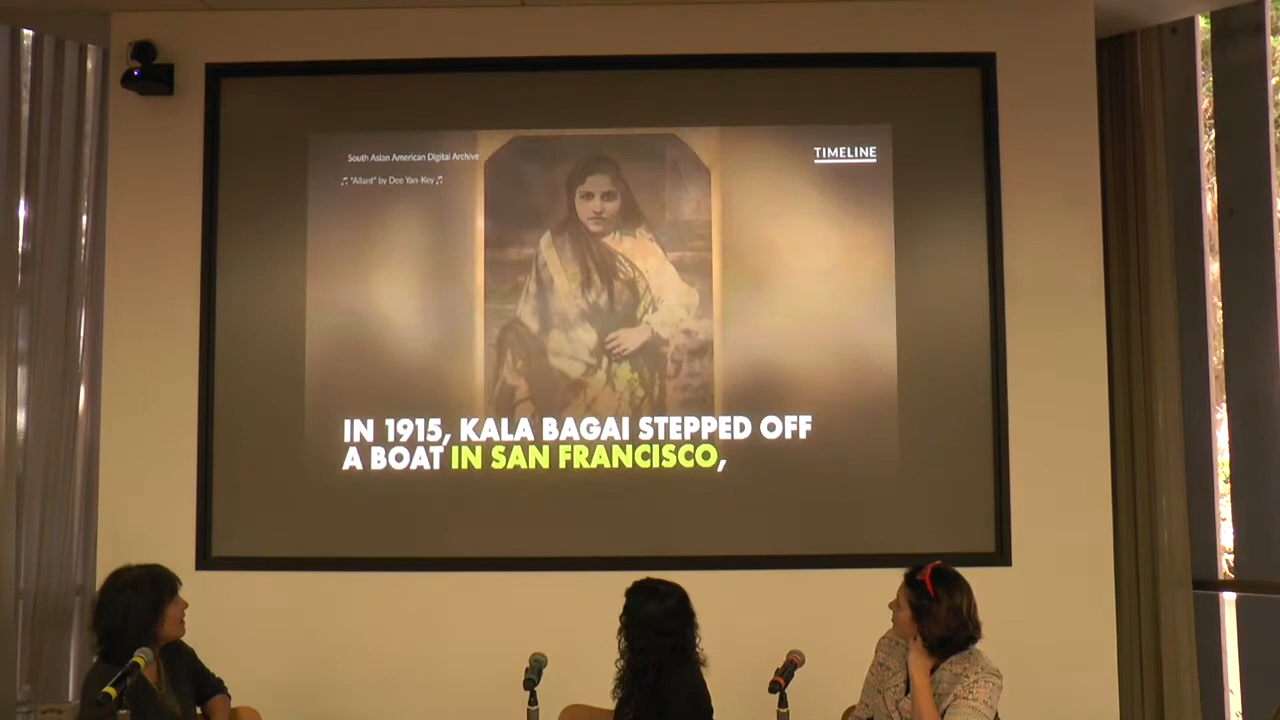 South Asian American Digital Archive
TIMELINE
♫ "Allant" by Dee Yan-Key ♫
IN 1915, KALA BAGAI STEPPED OFF
A BOAT IN SAN FRANCISCO,